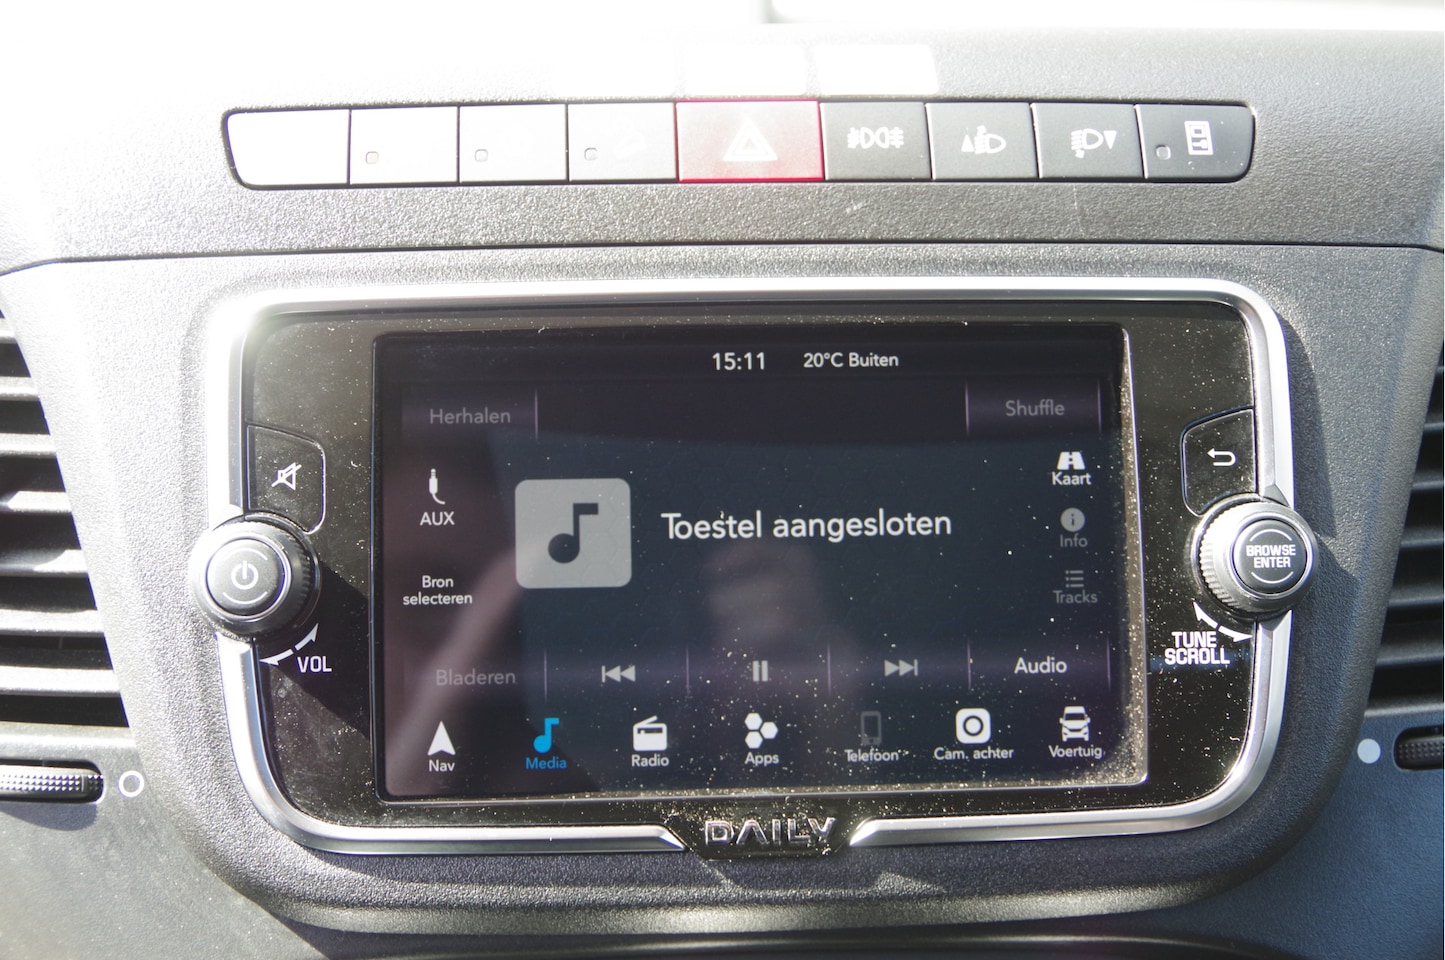 15:11 20°C Buiten
Herhalen
Shuffle
AUX
Toestel aangesloten
Kaart
Info
Bron
selecteren
Tracks
BROWSE
ENTER
VOL
TUNE
SCROLL
Bladeren
Audio
Nav
Media
Radio
Apps
Telefoon
Cam. achter
Voertuig
DAILY